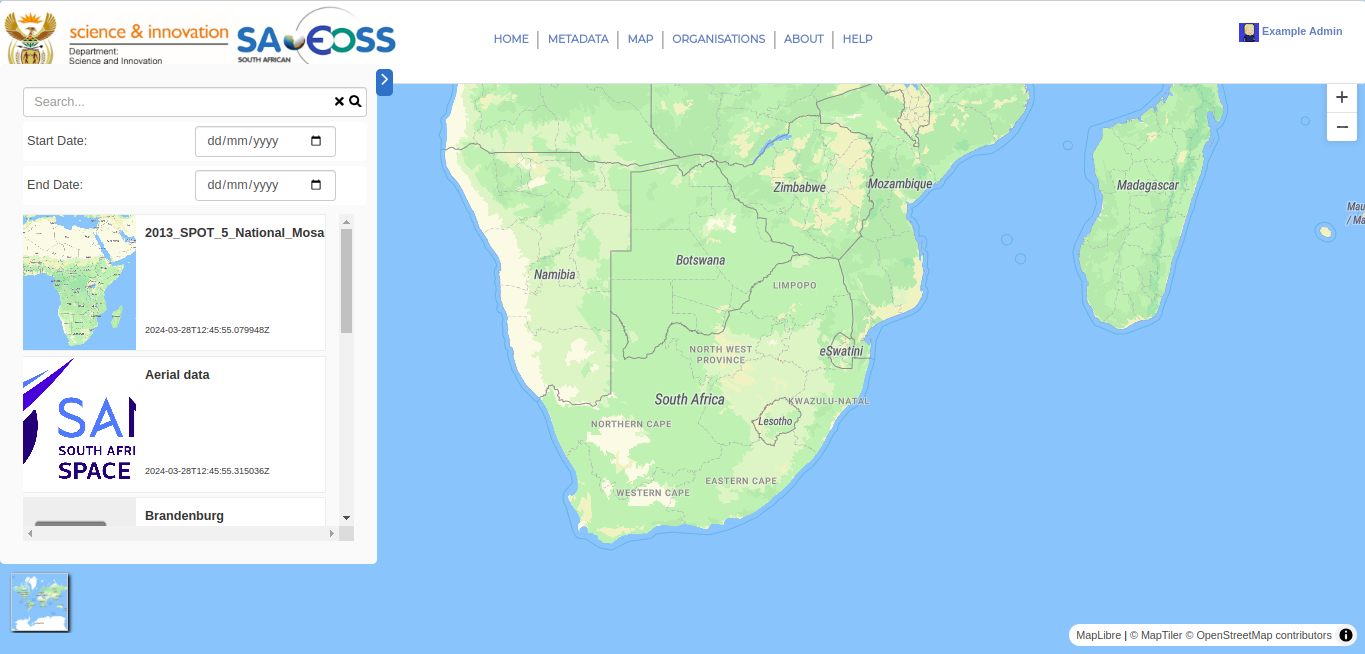 science & innovation
Department:
Science and Innovation
SAEOSS
SOUTH AFRICAN
HOME
METADATA
MAP
ORGANISATIONS
ABOUT
HELP
Example Admin
Search...
Start Date:
dd/mm/yyyy
End Date:
dd/mm/yyyy
2013_SPOT_5_National_Mosa
2024-03-28T12:45:55.079948Z
Aerial data
SAN
SOUTH AFRI
SPACE
2024-03-28T12:45:55.315036Z
Brandenburg
Zimbabwe
Mozambique
Madagascar
Mau
/ Ma
Botswana
Namibia
LIMPOPO
NORTH WEST
PROVINCE
eSwatini
South Africa
KWAZULU-NATAL
Lesotho
NORTHERN CAPE
EASTERN CAPE
WESTERN CAPE
+
−
MapLibre | © MapTiler © OpenStreetMap contributors